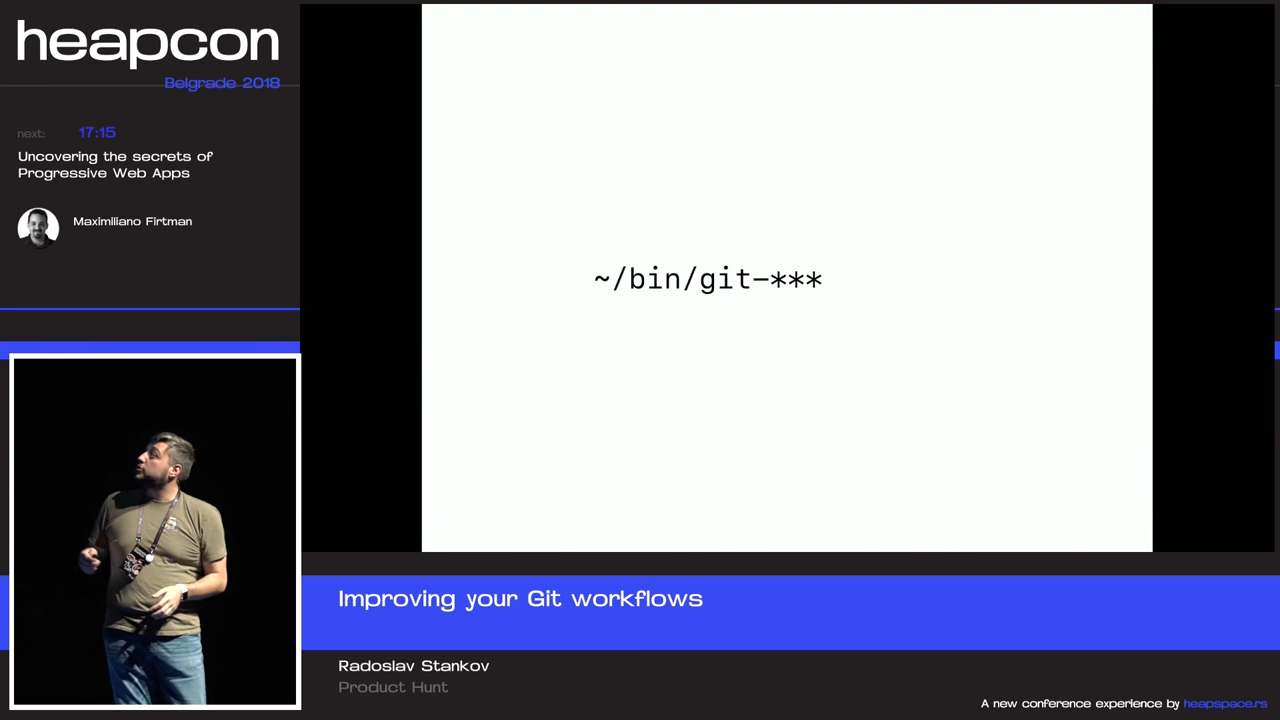 heapcon
Belgrade 2018
next: 17:15
Uncovering the secrets of
Progressive Web Apps
Maximiliano Firtman
~/bin/git-***
Improving your Git workflows
Radoslav Stankov
Product Hunt
A new conference experience by heapspace.rs